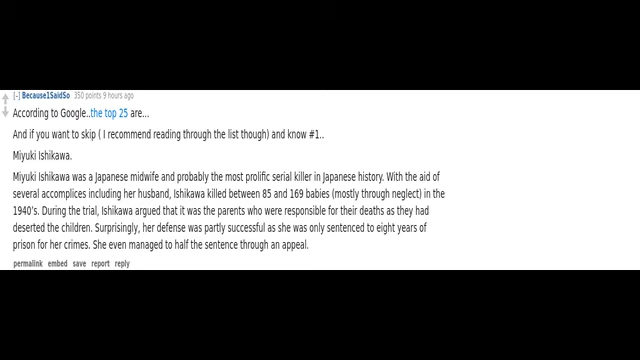 [-] Because1SaidSo 350 points 9 hours ago
According to Google..the top 25 are...
And if you want to skip ( I recommend reading through the list though) and know #1..
Miyuki Ishikawa.
Miyuki Ishikawa was a Japanese midwife and probably the most prolific serial killer in Japanese history. With the aid of
several accomplices including her husband, Ishikawa killed between 85 and 169 babies (mostly through neglect) in the
1940's. During the trial, Ishikawa argued that it was the parents who were responsible for their deaths as they had
deserted the children. Surprisingly, her defense was partly successful as she was only sentenced to eight years of
prison for her crimes. She even managed to half the sentence through an appeal.
permalink embed save report reply